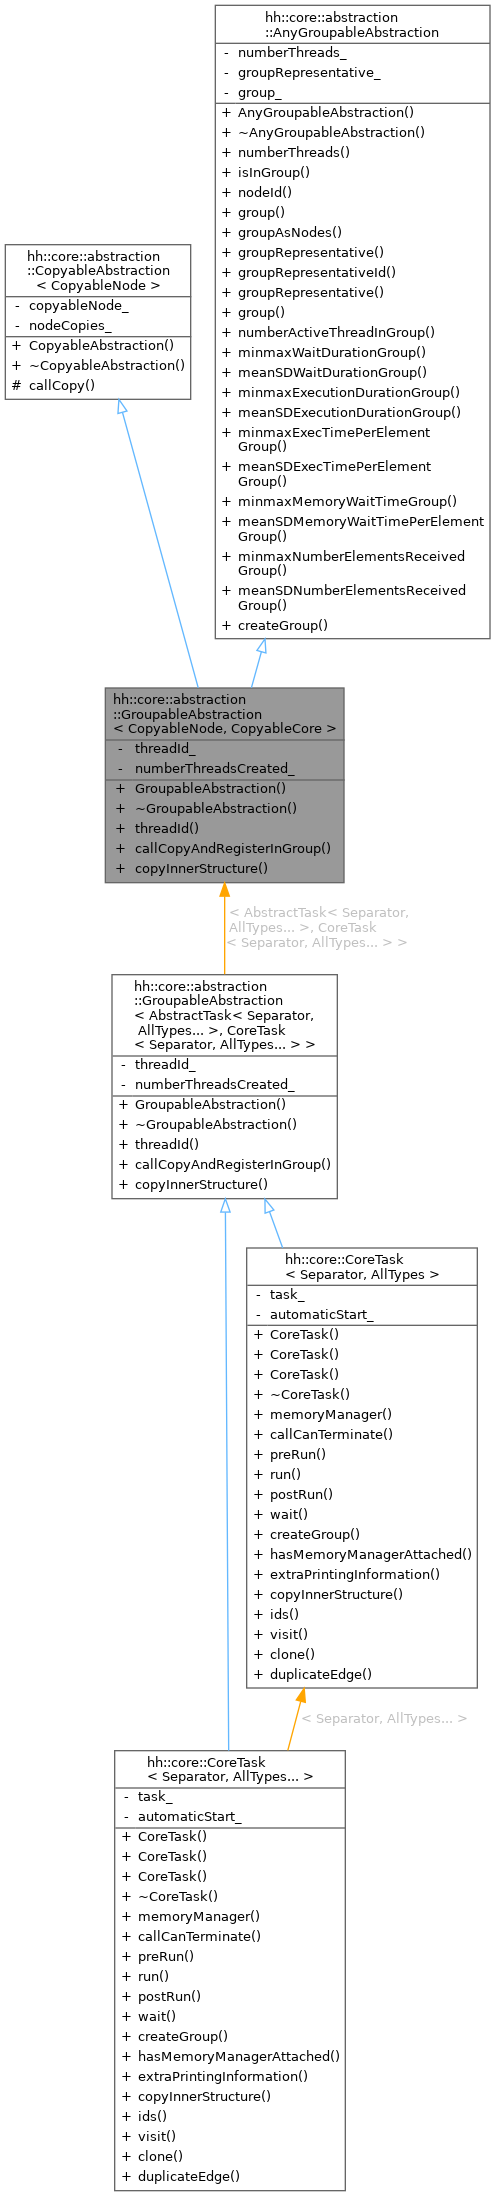 hh::core::abstraction
::AnyGroupableAbstraction
- numberThreads_
- groupRepresentative_
- group_
+ AnyGroupableAbstraction()
+ ~AnyGroupableAbstraction()
+ numberThreads()
+ isInGroup()
+ nodeId()
+ group()
+ groupAsNodes()
+ groupRepresentative()
+ groupRepresentativeId()
+ groupRepresentative()
+ group()
+ numberActiveThreadInGroup()
+ minmaxWaitDurationGroup()
+ meanSDWaitDurationGroup()
+ minmaxExecutionDurationGroup()
+ meanSDExecutionDurationGroup()
+ minmaxExecTimePerElement
Group()
+ meanSDExecTimePerElement
Group()
+ minmaxMemoryWaitTimeGroup()
+ meanSDMemoryWaitTimePerElement
Group()
+ minmaxNumberElementsReceived
Group()
+ meanSDNumberElementsReceived
Group()
+ createGroup()
hh::core::abstraction
::CopyableAbstraction
< CopyableNode >
- copyableNode_
- nodeCopies_
+ CopyableAbstraction()
+ ~CopyableAbstraction()
# callCopy()
hh::core::abstraction
::GroupableAbstraction
< CopyableNode, CopyableCore >
- threadId_
- numberThreadsCreated_
+ GroupableAbstraction()
+ ~GroupableAbstraction()
+ threadId()
+ callCopyAndRegisterInGroup()
+ copyInnerStructure()
< AbstractTask< Separator,
AllTypes... >, CoreTask
< Separator, AllTypes... > >
hh::core::abstraction
::GroupableAbstraction
< AbstractTask< Separator,
AllTypes... >, CoreTask
< Separator, AllTypes... > >
- threadId_
- numberThreadsCreated_
+ GroupableAbstraction()
+ ~GroupableAbstraction()
+ threadId()
+ callCopyAndRegisterInGroup()
+ copyInnerStructure()
hh::core::CoreTask
< Separator, AllTypes >
- task_
- automaticStart_
+ CoreTask()
+ CoreTask()
+ CoreTask()
+ ~CoreTask()
+ memoryManager()
+ callCanTerminate()
+ preRun()
+ run()
+ postRun()
+ wait()
+ createGroup()
+ hasMemoryManagerAttached()
+ extraPrintingInformation()
+ copyInnerStructure()
+ ids()
+ visit()
+ clone()
+ duplicateEdge()
< Separator, AllTypes... >
hh::core::CoreTask
< Separator, AllTypes... >
- task_
- automaticStart_
+ CoreTask()
+ CoreTask()
+ CoreTask()
+ ~CoreTask()
+ memoryManager()
+ callCanTerminate()
+ preRun()
+ run()
+ postRun()
+ wait()
+ createGroup()
+ hasMemoryManagerAttached()
+ extraPrintingInformation()
+ copyInnerStructure()
+ ids()
+ visit()
+ clone()
+ duplicateEdge()